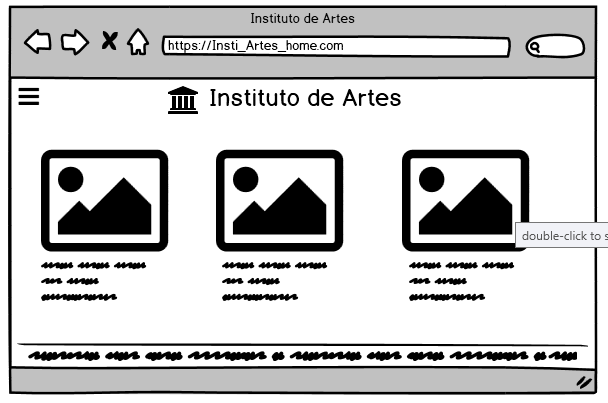 Instituto de Artes
https://Insti_Artes_home.com
Instituto de Artes
double-click to s